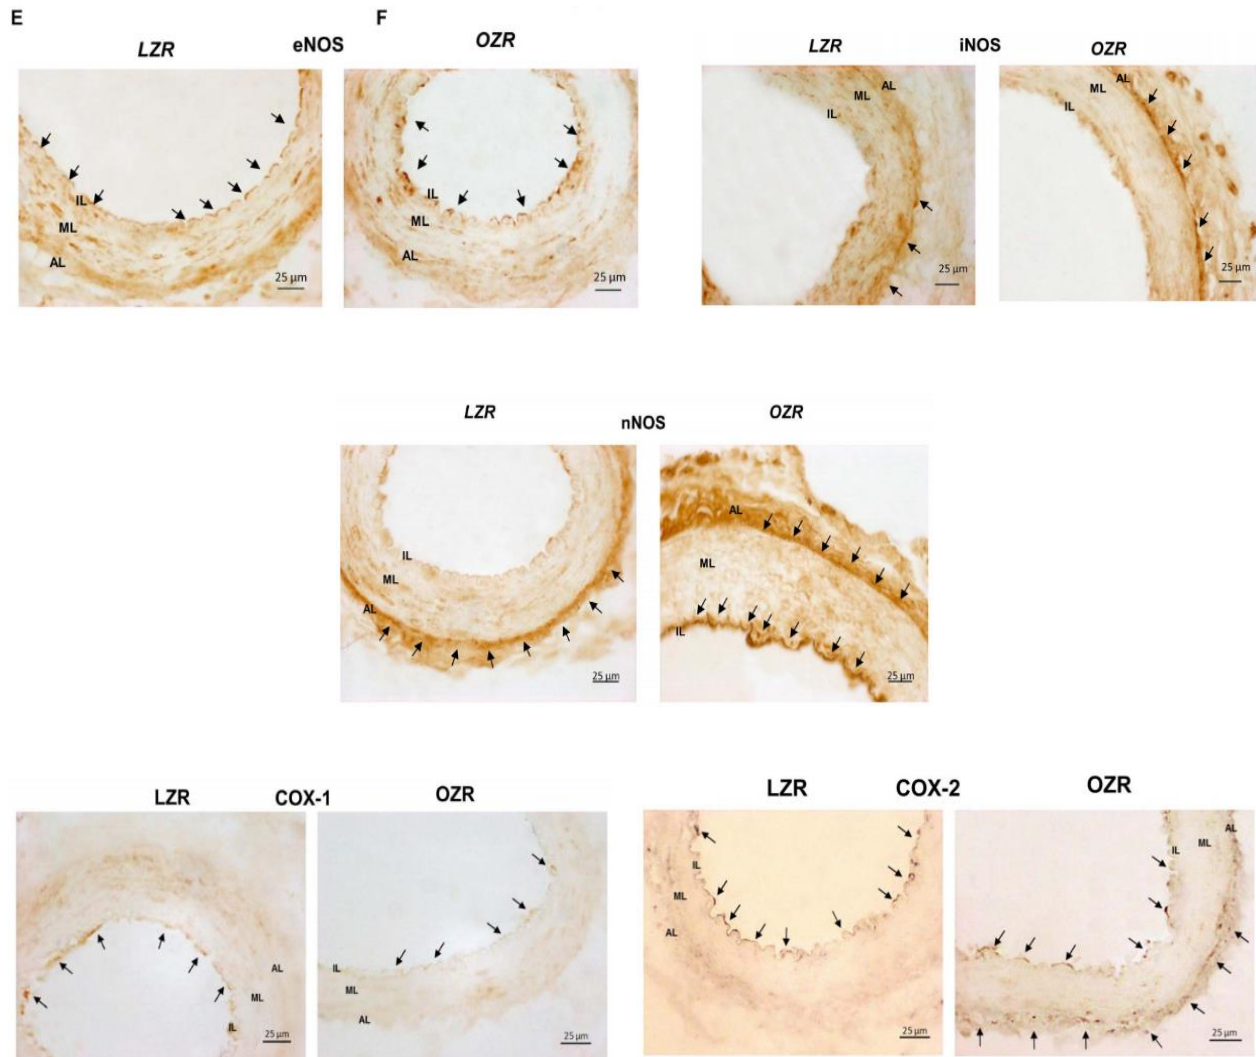 E F
LZR eNOS OZR
IL
ML
AL
25 µm
IL
ML
AL
25 µm
LZR iNOS OZR
AL
ML
IL
25 µm
AL
ML
IL
25 µm
LZR nNOS OZR
IL
ML
AL
25 µm
AL
ML
IL
25 µm
LZR COX-1 OZR
AL
ML
IL
25 µm
IL
ML
AL
25 µm
LZR COX-2 OZR
IL
ML
AL
25 µm
AL
ML
IL
25 µm